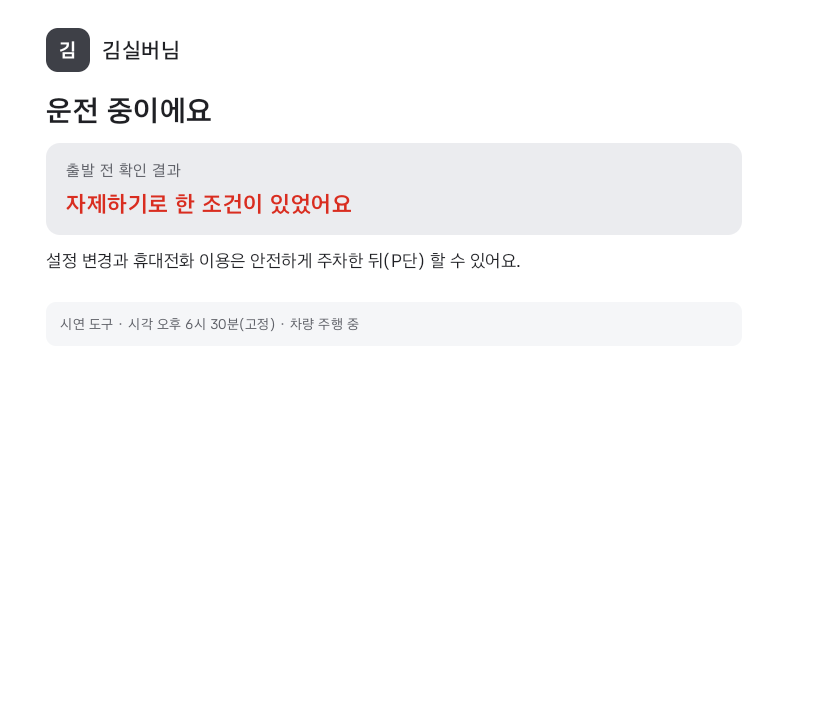 김 김실버님
운전 중이에요
출발 전 확인 결과
자제하기로 한 조건이 있었어요
설정 변경과 휴대전화 이용은 안전하게 주차한 뒤(P단) 할 수 있어요.
시연 도구 · 시각 오후 6시 30분(고정) · 차량 주행 중